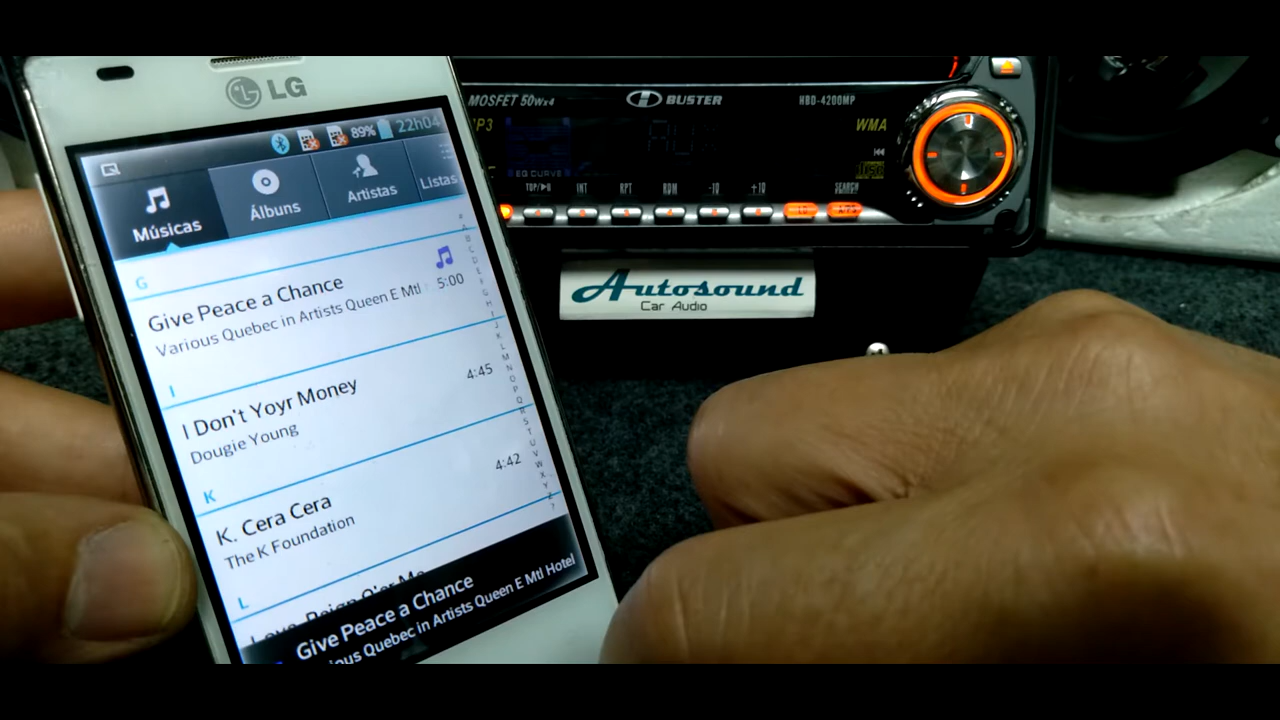 LG
89% 22h04
Músicas
Álbuns
Artistas
Listas
G
Give Peace a Chance
5:00
Various Quebec in Artists Queen E Mtl
I
I Don't Yoyr Money
4:45
Dougie Young
K
K. Cera Cera
4:42
The K Foundation
L
Give Peace a Chance
Quebec in Artists Queen E Mtl Hotel
MOSFET 50Wx4
BUSTER
HBD-4200MP
WMA
EQ CURVE
TOP/▶II
INT
RPT
RDM
-10
+10
SEARCH
Autosound
Car Audio